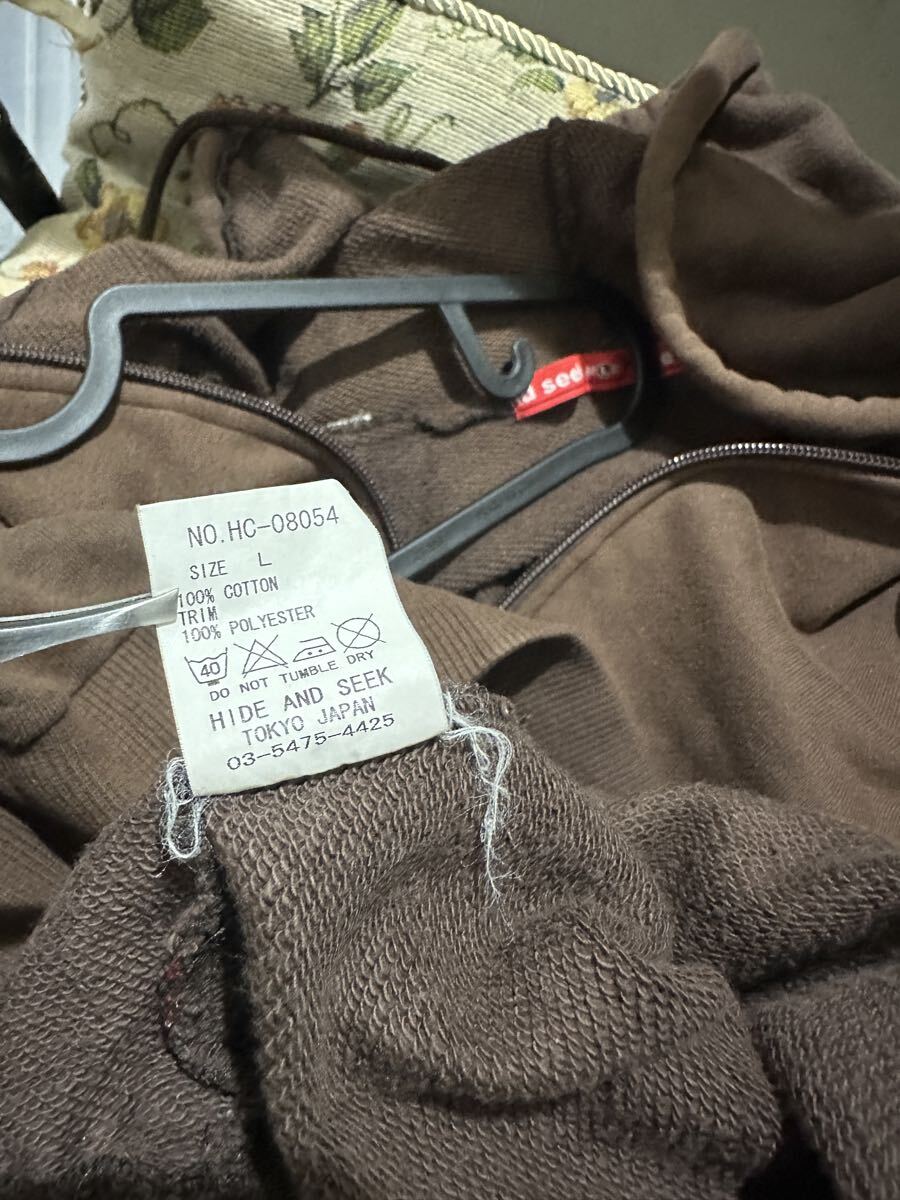 seek
NO.HC-08054
SIZE L
100% COTTON
TRIM
100% POLYESTER
40
DO NOT TUMBLE DRY
HIDE AND SEEK
TOKYO JAPAN
03-5475-4425